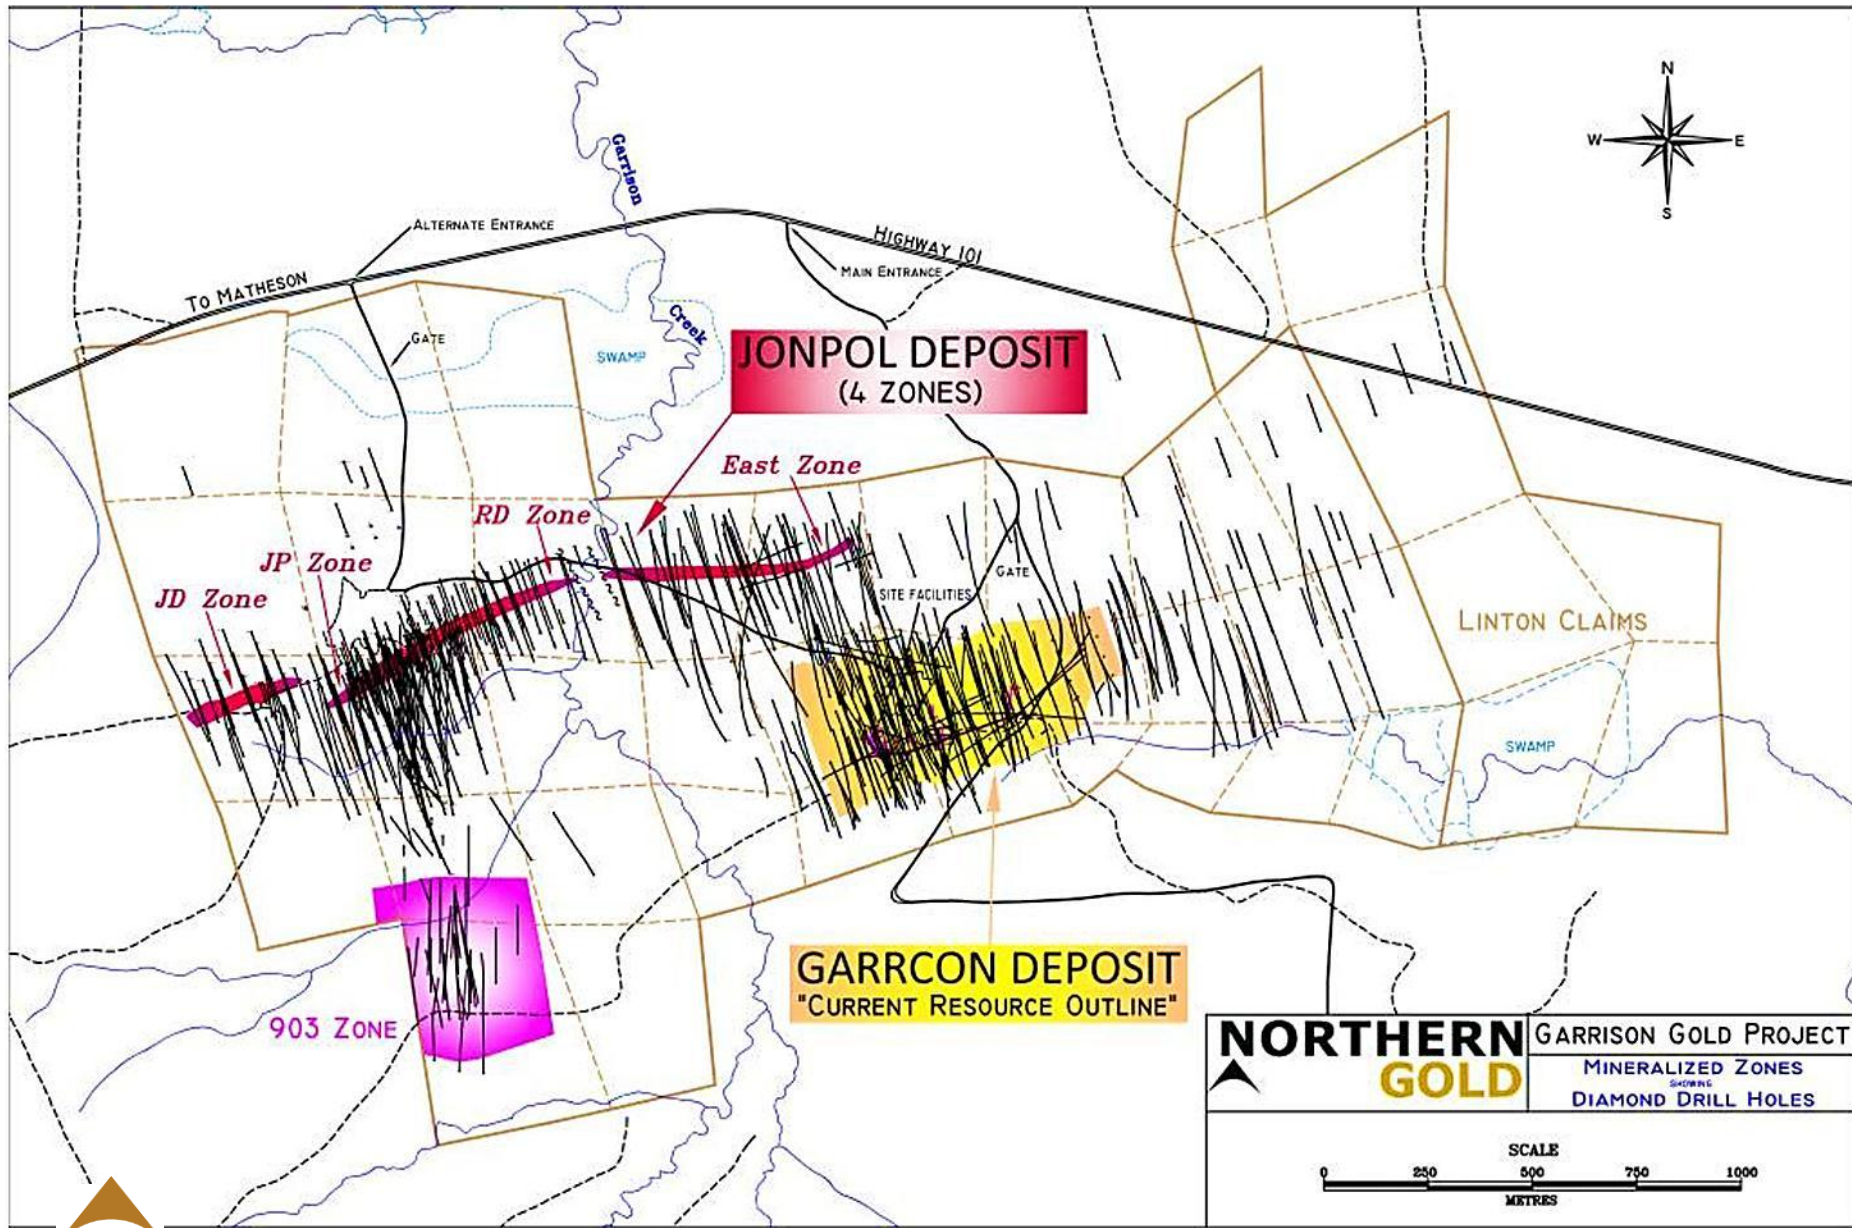 N
W E
S
Garrison
ALTERNATE ENTRANCE
HIGHWAY 101
MAIN ENTRANCE
TO MATHESON
Creek
GATE
SWAMP
JONPOL DEPOSIT
(4 ZONES)
East Zone
RD Zone
JP Zone
JD Zone
GATE
SITE FACILITIES
LINTON CLAIMS
SWAMP
GARRCON DEPOSIT
"CURRENT RESOURCE OUTLINE"
903 ZONE
NORTHERN
GOLD
GARRISON GOLD PROJECT
MINERALIZED ZONES
SHOWING
DIAMOND DRILL HOLES
SCALE
0 250 500 750 1000
METRES